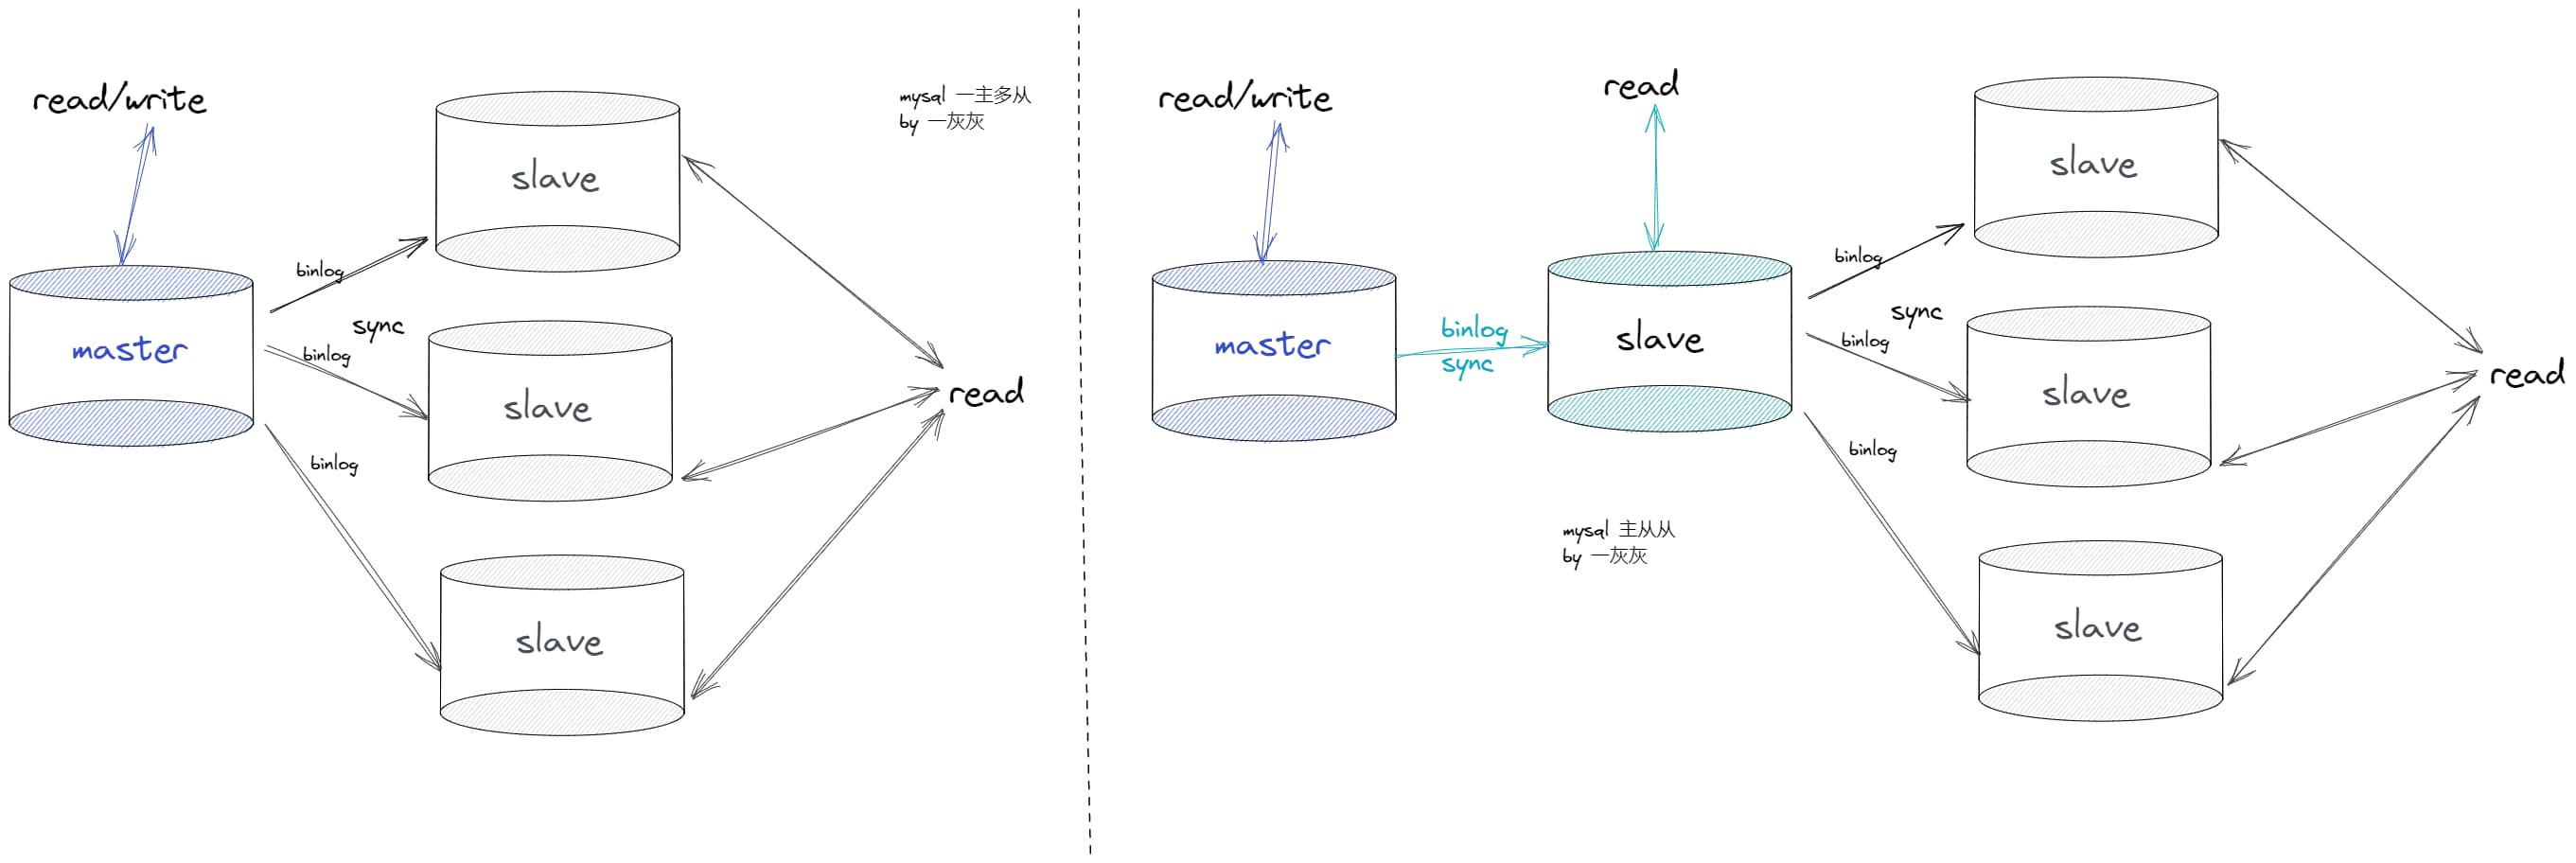 read/write
mysql 一主多从
by 一灰灰
slave
binlog
sync
master
binlog
slave
read
binlog
slave
read/write
read
slave
binlog
sync
binlog
sync
master
slave
binlog
slave
read
binlog
mysql 主从从
by 一灰灰
slave